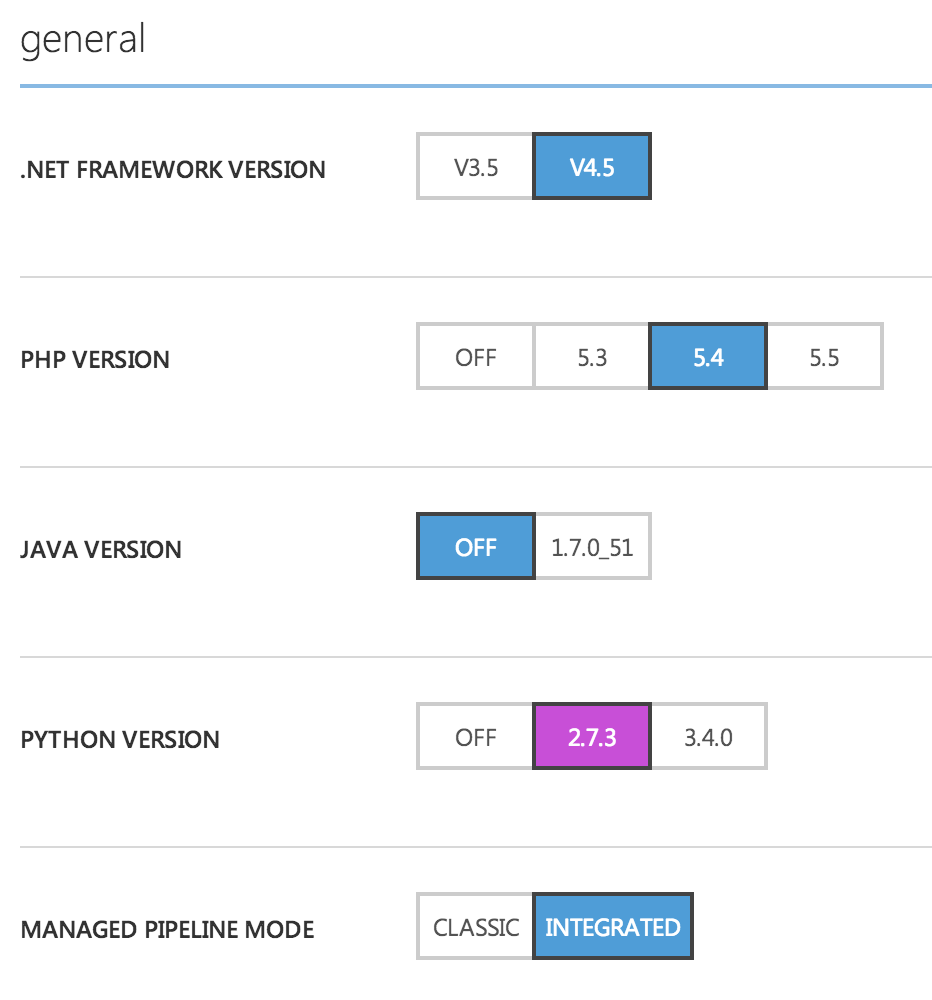 general
.NET FRAMEWORK VERSION V3.5 V4.5
PHP VERSION OFF 5.3 5.4 5.5
JAVA VERSION OFF 1.7.0_51
PYTHON VERSION OFF 2.7.3 3.4.0
MANAGED PIPELINE MODE CLASSIC INTEGRATED